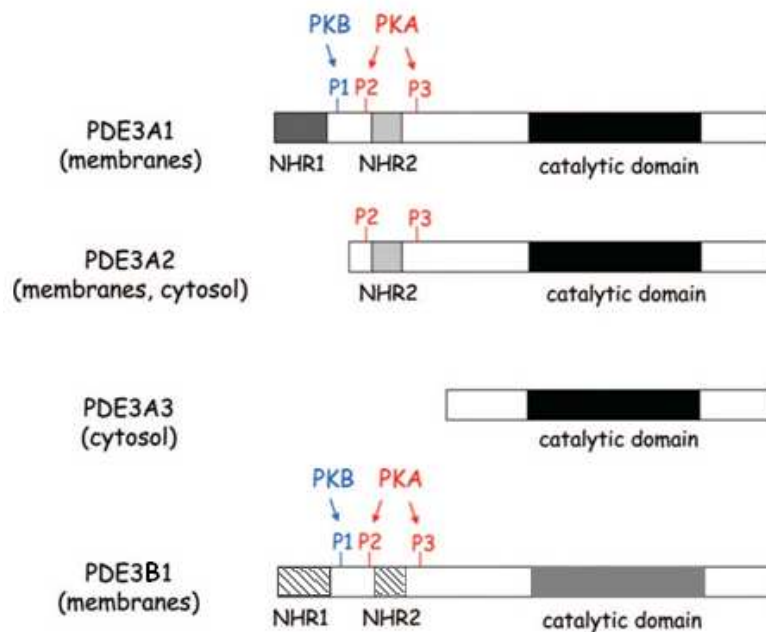 PKB PKA
P1 P2 P3
PDE3A1
(membranes)
NHR1 NHR2 catalytic domain
P2 P3
PDE3A2
(membranes, cytosol)
NHR2 catalytic domain
PDE3A3
(cytosol)
catalytic domain
PKB PKA
P1 P2 P3
PDE3B1
(membranes)
NHR1 NHR2 catalytic domain